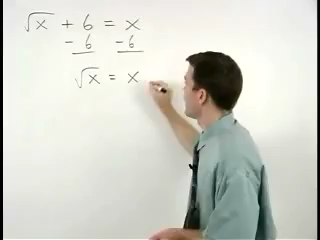 √x + 6 = x
- 6 -6
√x = x